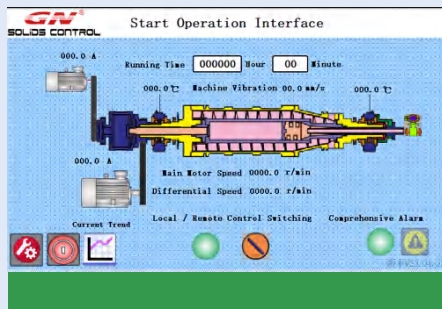 GN®
SOLIDS CONTROL
Start Operation Interface
000.0 A
Running Time 000000 Hour 00 Minute
000.0℃ Machine Vibration 00.0 mm/s 000.0 ℃
000.0 A
Main Motor Speed 0000.0 r/min
Differential Speed 0000.0 r/min
Local / Remote Control Switching Comprehensive Alarm
Current Trend